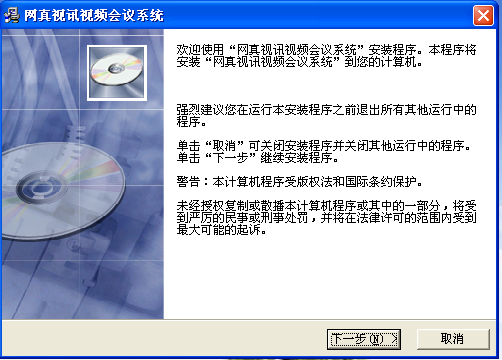 网真视讯视频会议系统
欢迎使用“网真视讯视频会议系统”安装程序。本程序将
安装“网真视讯视频会议系统”到您的计算机。
强烈建议您在运行本安装程序之前退出所有其他运行中的
程序。
单击“取消”可关闭安装程序并关闭其他运行中的程序。
单击“下一步”继续安装程序。
警告：本计算机程序受版权法和国际条约保护。
未经授权复制或散播本计算机程序或其中的一部分，将受
到严厉的民事或刑事处罚，并将在法律许可的范围内受到
最大可能的起诉。
下一步(N) >
取消